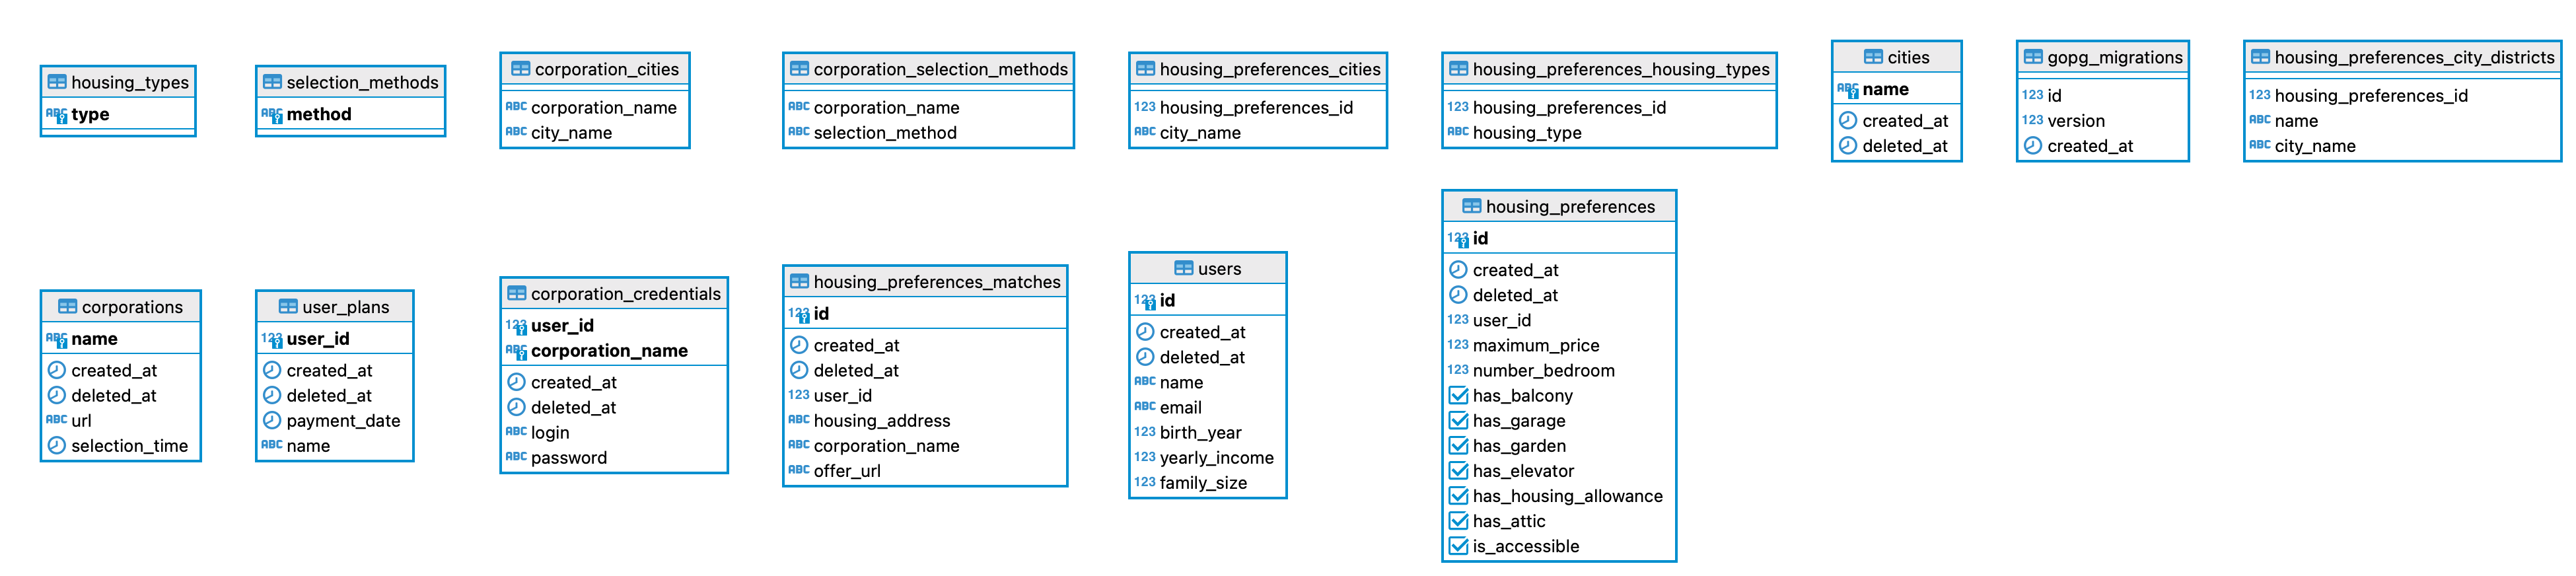 housing_types
type
selection_methods
method
corporation_cities
ABC corporation_name
ABC city_name
corporation_selection_methods
ABC corporation_name
ABC selection_method
housing_preferences_cities
123 housing_preferences_id
ABC city_name
housing_preferences_housing_types
123 housing_preferences_id
ABC housing_type
cities
name
created_at
deleted_at
gopg_migrations
123 id
123 version
created_at
housing_preferences_city_districts
123 housing_preferences_id
ABC name
ABC city_name
corporations
name
created_at
deleted_at
ABC url
selection_time
user_plans
123 user_id
created_at
deleted_at
payment_date
ABC name
corporation_credentials
123 user_id
ABC corporation_name
created_at
deleted_at
ABC login
ABC password
housing_preferences_matches
123 id
created_at
deleted_at
123 user_id
ABC housing_address
ABC corporation_name
ABC offer_url
users
123 id
created_at
deleted_at
ABC name
ABC email
123 birth_year
123 yearly_income
123 family_size
housing_preferences
123 id
created_at
deleted_at
123 user_id
123 maximum_price
123 number_bedroom
has_balcony
has_garage
has_garden
has_elevator
has_housing_allowance
has_attic
is_accessible